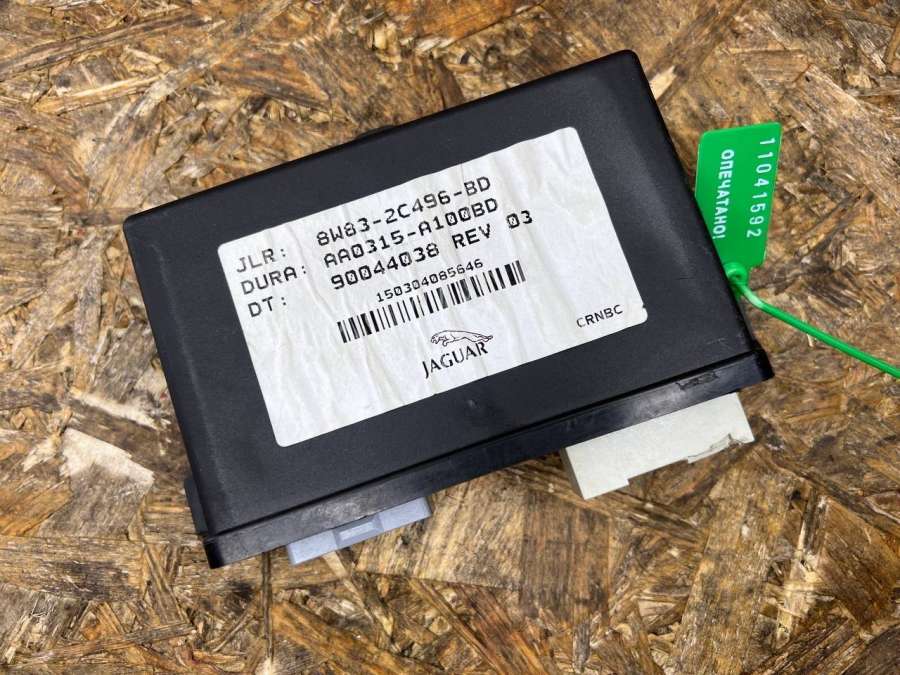 JLR: 8W83-2C496-BD
DURA: AA0315-A100BD
DT: 90044038 REV 03
150304085646
JAGUAR
CRNBC
11041592
ОПЕЧАТАНО!